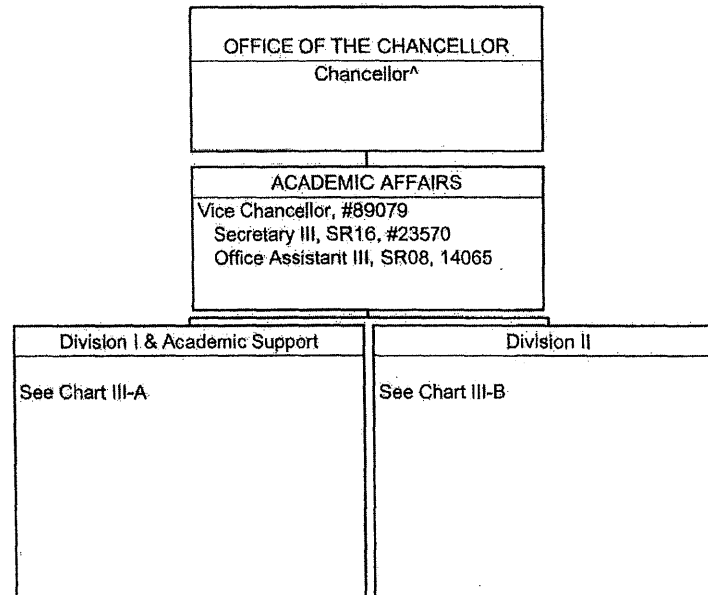 OFFICE OF THE CHANCELLOR
Chancellor^
ACADEMIC AFFAIRS
Vice Chancellor, #89079
Secretary III, SR16, #23570
Office Assistant III, SR08, 14065
Division I & Academic Support
See Chart III-A
Division II
See Chart III-B